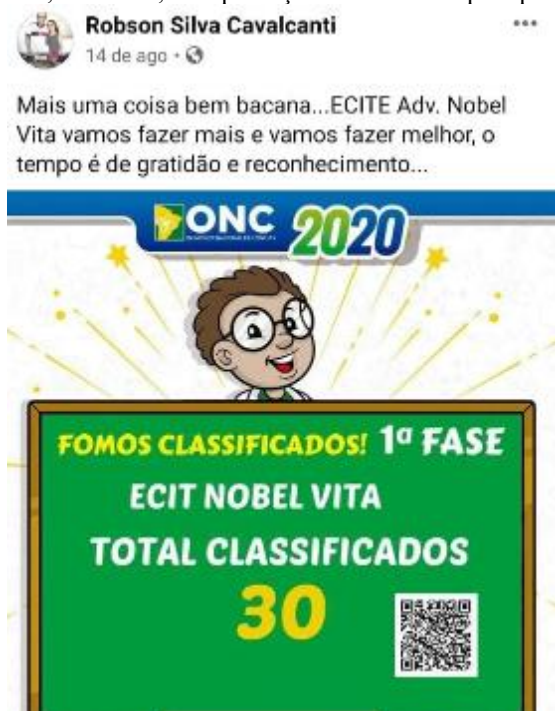 Robson Silva Cavalcanti
14 de ago
Mais uma coisa bem bacana...ECITE Adv. Nobel
Vita vamos fazer mais e vamos fazer melhor, o
tempo é de gratidão e reconhecimento...
ONC 2020
FOMOS CLASSIFICADOS! 1ª FASE
ECIT NOBEL VITA
TOTAL CLASSIFICADOS
30